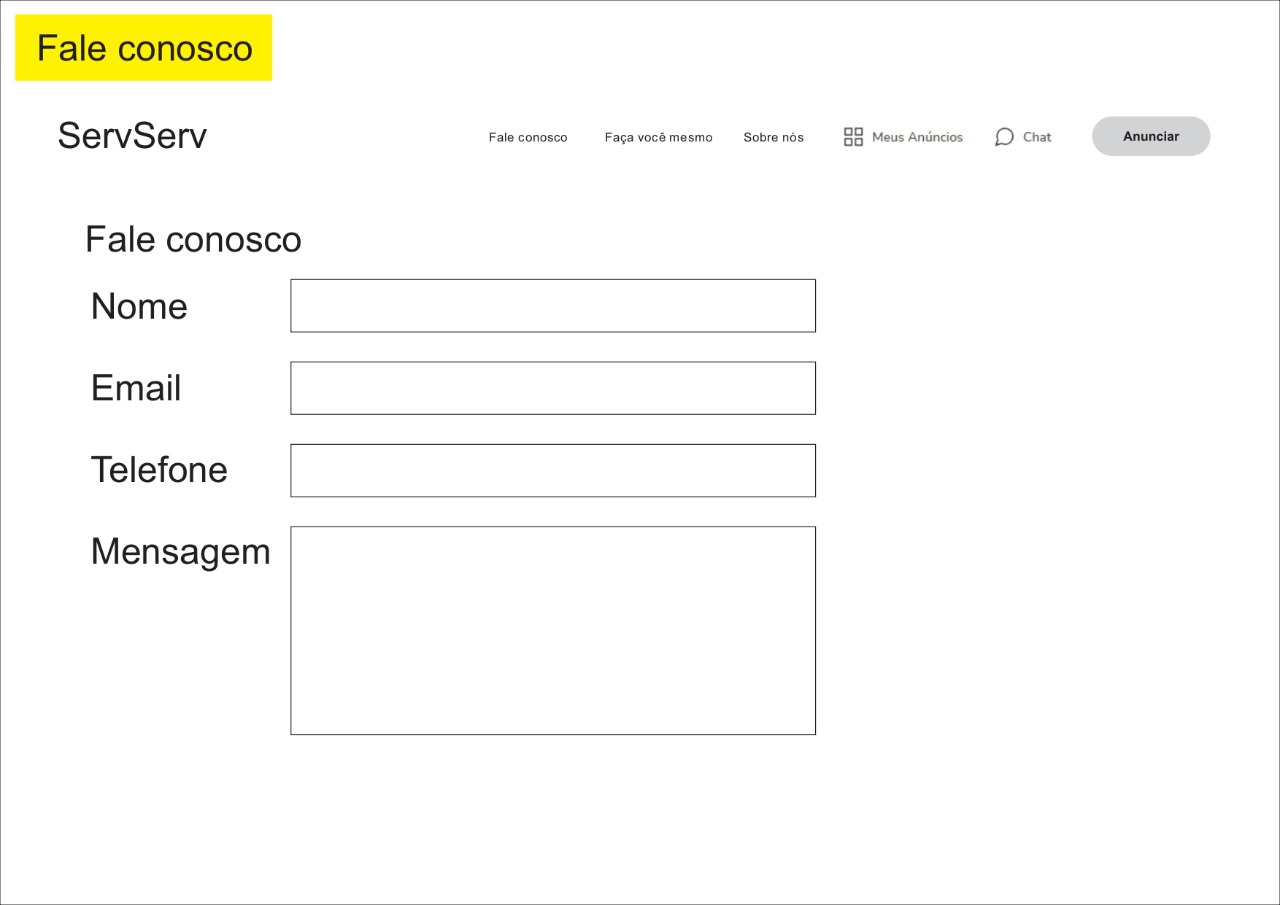 Fale conosco
ServServ
Fale conosco Faça você mesmo Sobre nós Meus Anúncios Chat Anunciar
Fale conosco
Nome
Email
Telefone
Mensagem